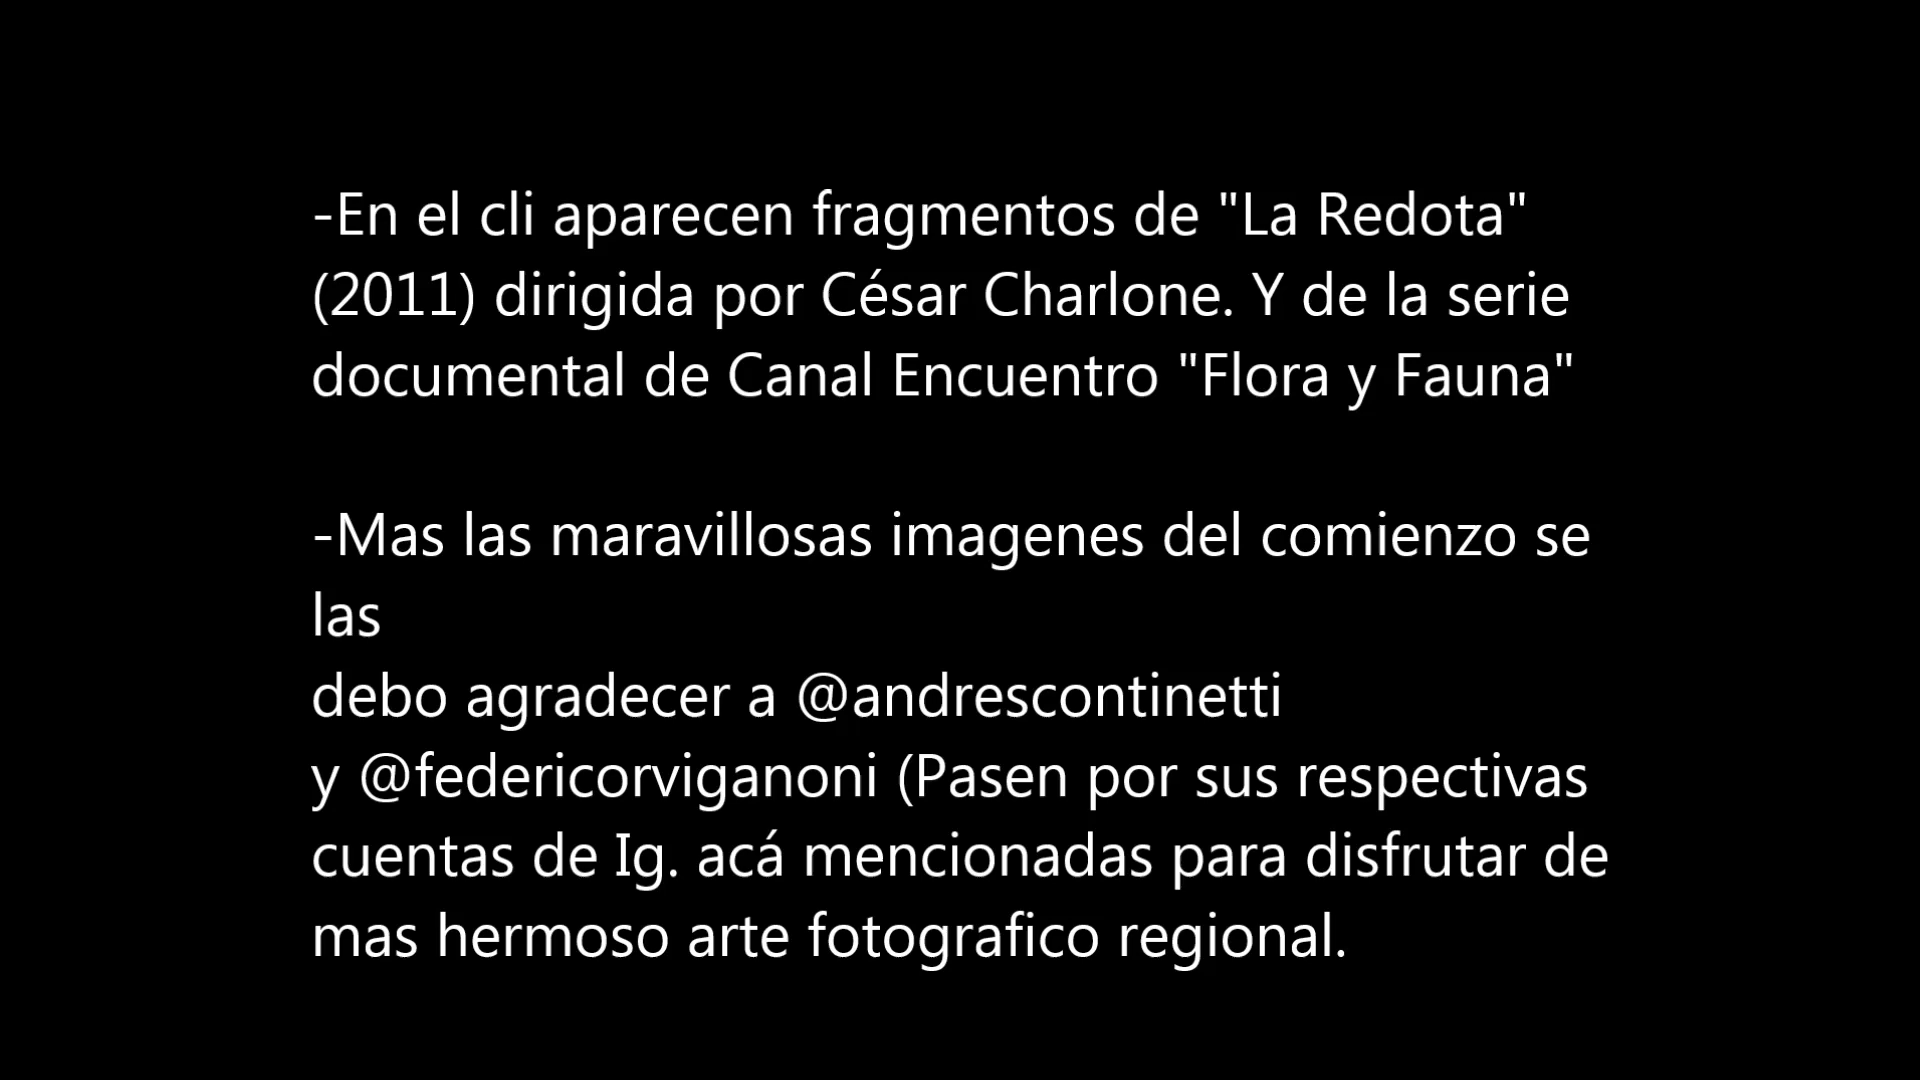 -En el cli aparecen fragmentos de "La Redota"
(2011) dirigida por César Charlone. Y de la serie
documental de Canal Encuentro "Flora y Fauna"
-Mas las maravillosas imagenes del comienzo se
las
debo agradecer a @andrescontinetti
y @federicorviganoni (Pasen por sus respectivas
cuentas de Ig. acá mencionadas para disfrutar de
mas hermoso arte fotografico regional.